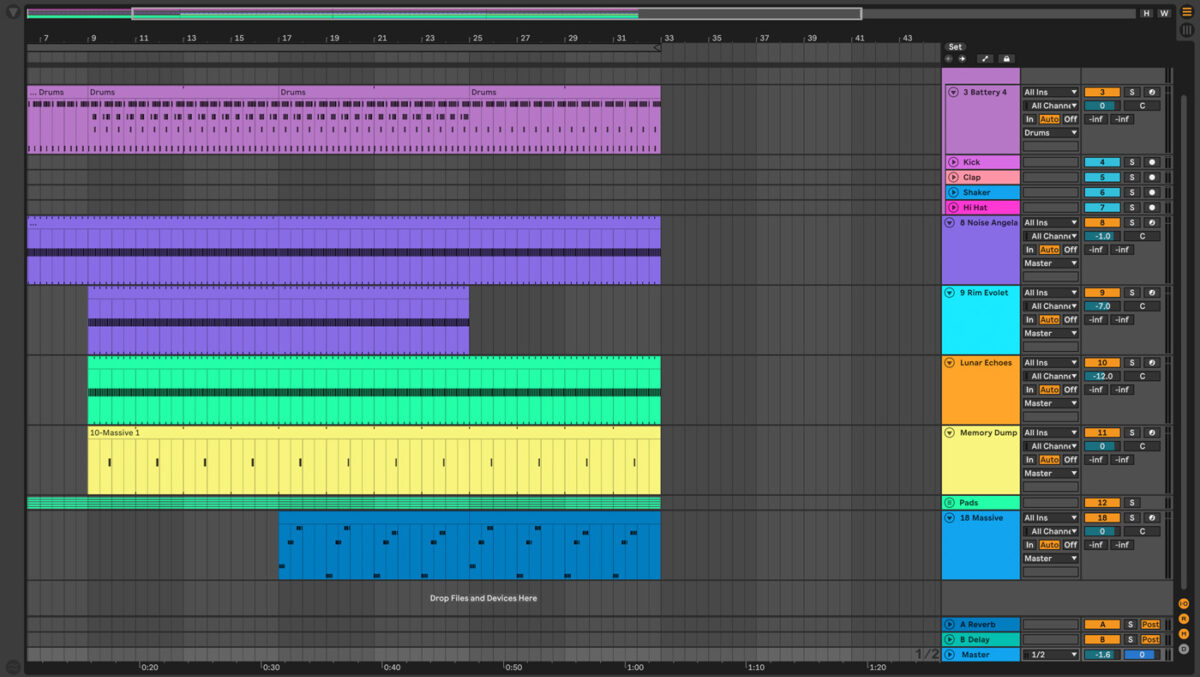 H W
7 9 11 13 15 17 19 21 23 25 27 29 31 33 35 37 39 41 43
Set
... Drums Drums Drums Drums
3 Battery 4 All Ins 3 S
All Channe 0 C
In Auto Off -inf -inf
Drums
Kick 4 S
Clap 5 S
Shaker 6 S
Hi Hat 7 S
... 8 Noise Angela All Ins 8 S
All Channe -1.0 C
In Auto Off -inf -inf
Master
9 Rim Evolet All Ins 9 S
All Channe -7.0 C
In Auto Off -inf -inf
Master
Lunar Echoes All Ins 10 S
All Channe -12.0 C
In Auto Off -inf -inf
Master
10-Massive 1 Memory Dump All Ins 11 S
All Channe 0 C
In Auto Off -inf -inf
Master
Pads 12 S
18 Massive All Ins 18 S
All Channe 0 C
In Auto Off -inf -inf
Master
Drop Files and Devices Here
I·O
R
A Reverb A S Post
M
B Delay B S Post
D
1/2 Master 1/2 -1.6 0
0:20 0:30 0:40 0:50 1:00 1:10 1:20